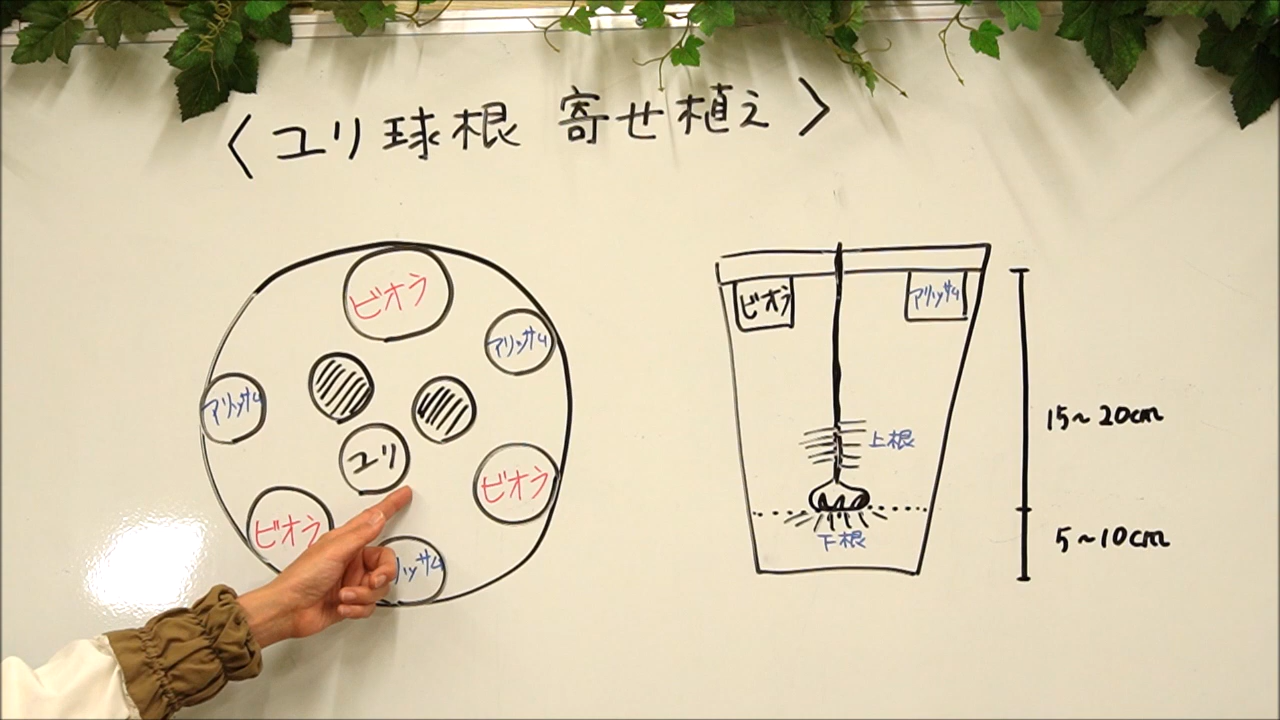 〈ユリ球根 寄せ植え〉
ビオラ
アリッサム
アリッサム
ユリ
ビオラ
ビオラ
リッサム
ビオラ
アリッサム
上根
15~20cm
下根
5~10cm